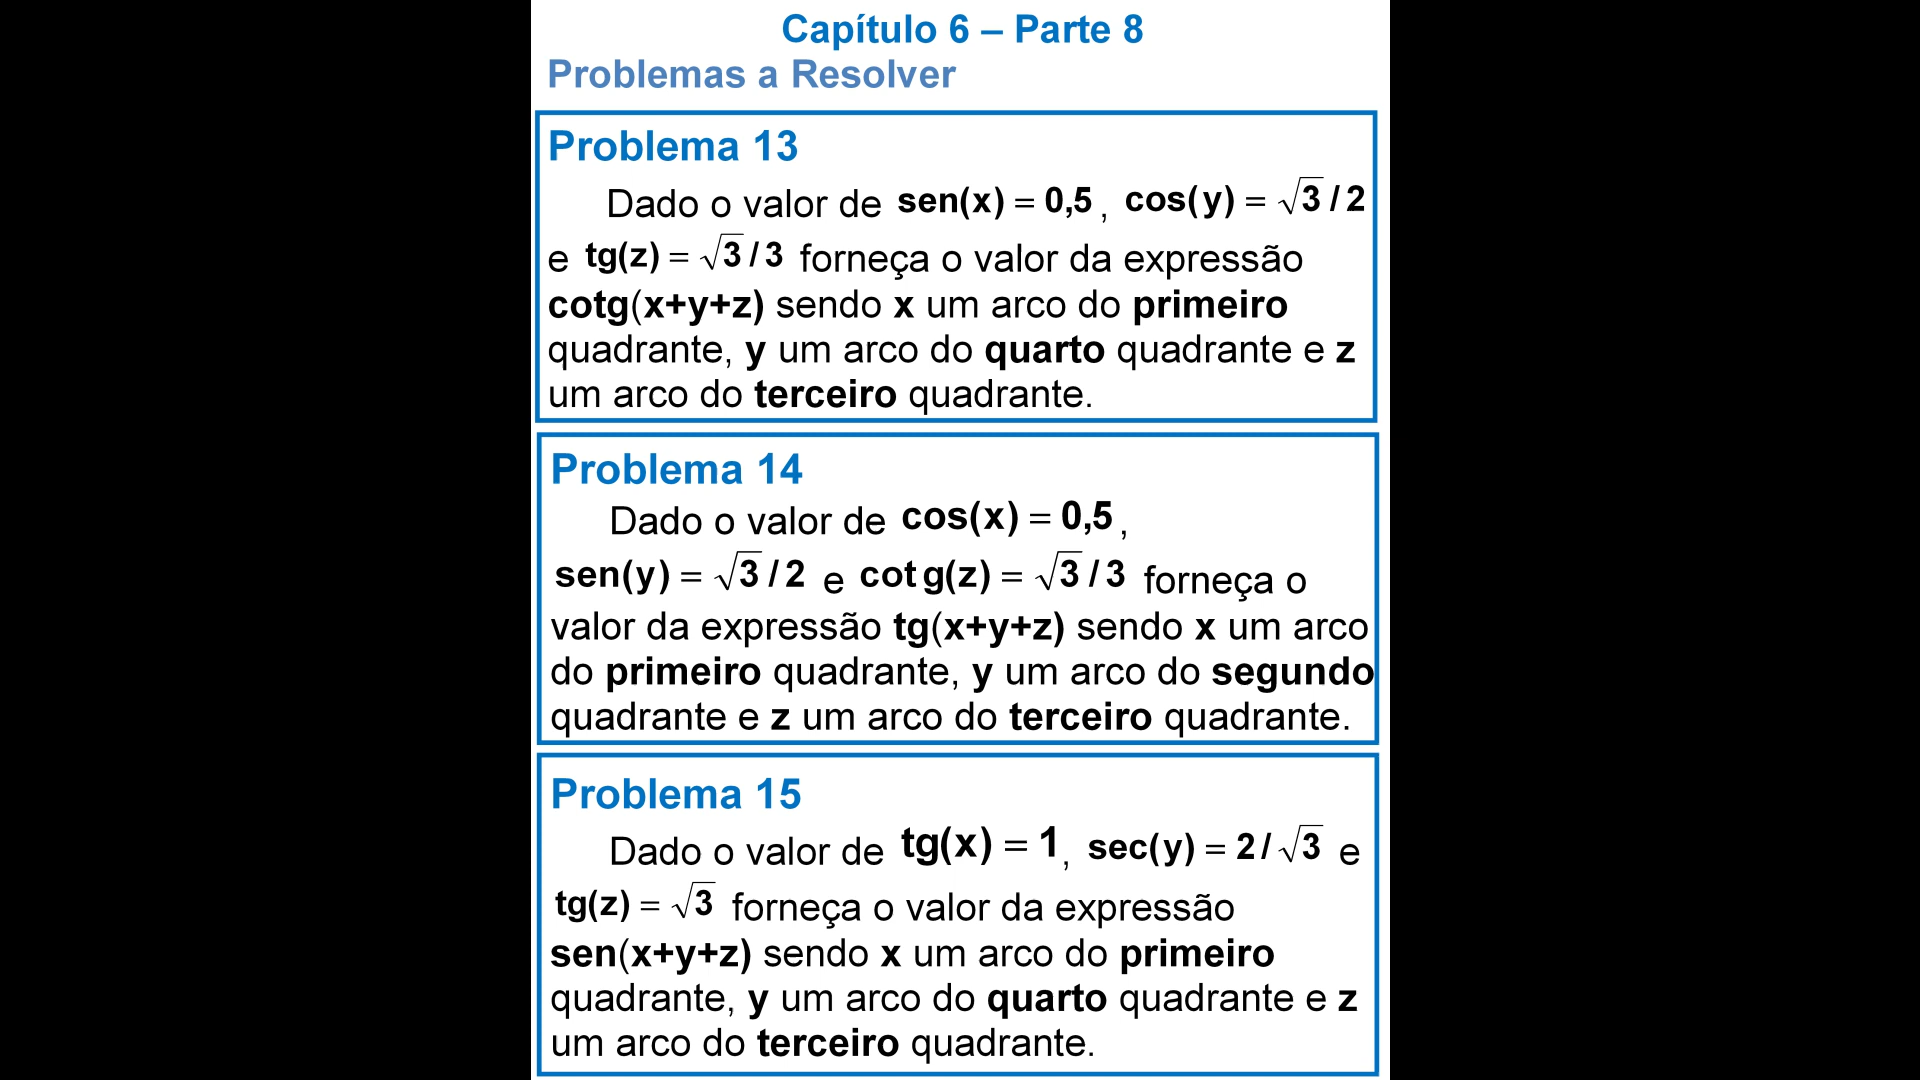 Capítulo 6 – Parte 8
Problemas a Resolver
Problema 13
Dado o valor de sen(x) = 0,5 , cos(y) = √3 / 2
e tg(z) = √3 / 3 forneça o valor da expressão
cotg(x+y+z) sendo x um arco do primeiro
quadrante, y um arco do quarto quadrante e z
um arco do terceiro quadrante.
Problema 14
Dado o valor de cos(x) = 0,5 ,
sen(y) = √3 / 2 e cot g(z) = √3 / 3 forneça o
valor da expressão tg(x+y+z) sendo x um arco
do primeiro quadrante, y um arco do segundo
quadrante e z um arco do terceiro quadrante.
Problema 15
Dado o valor de tg(x) = 1 , sec(y) = 2 / √3 e
tg(z) = √3 forneça o valor da expressão
sen(x+y+z) sendo x um arco do primeiro
quadrante, y um arco do quarto quadrante e z
um arco do terceiro quadrante.